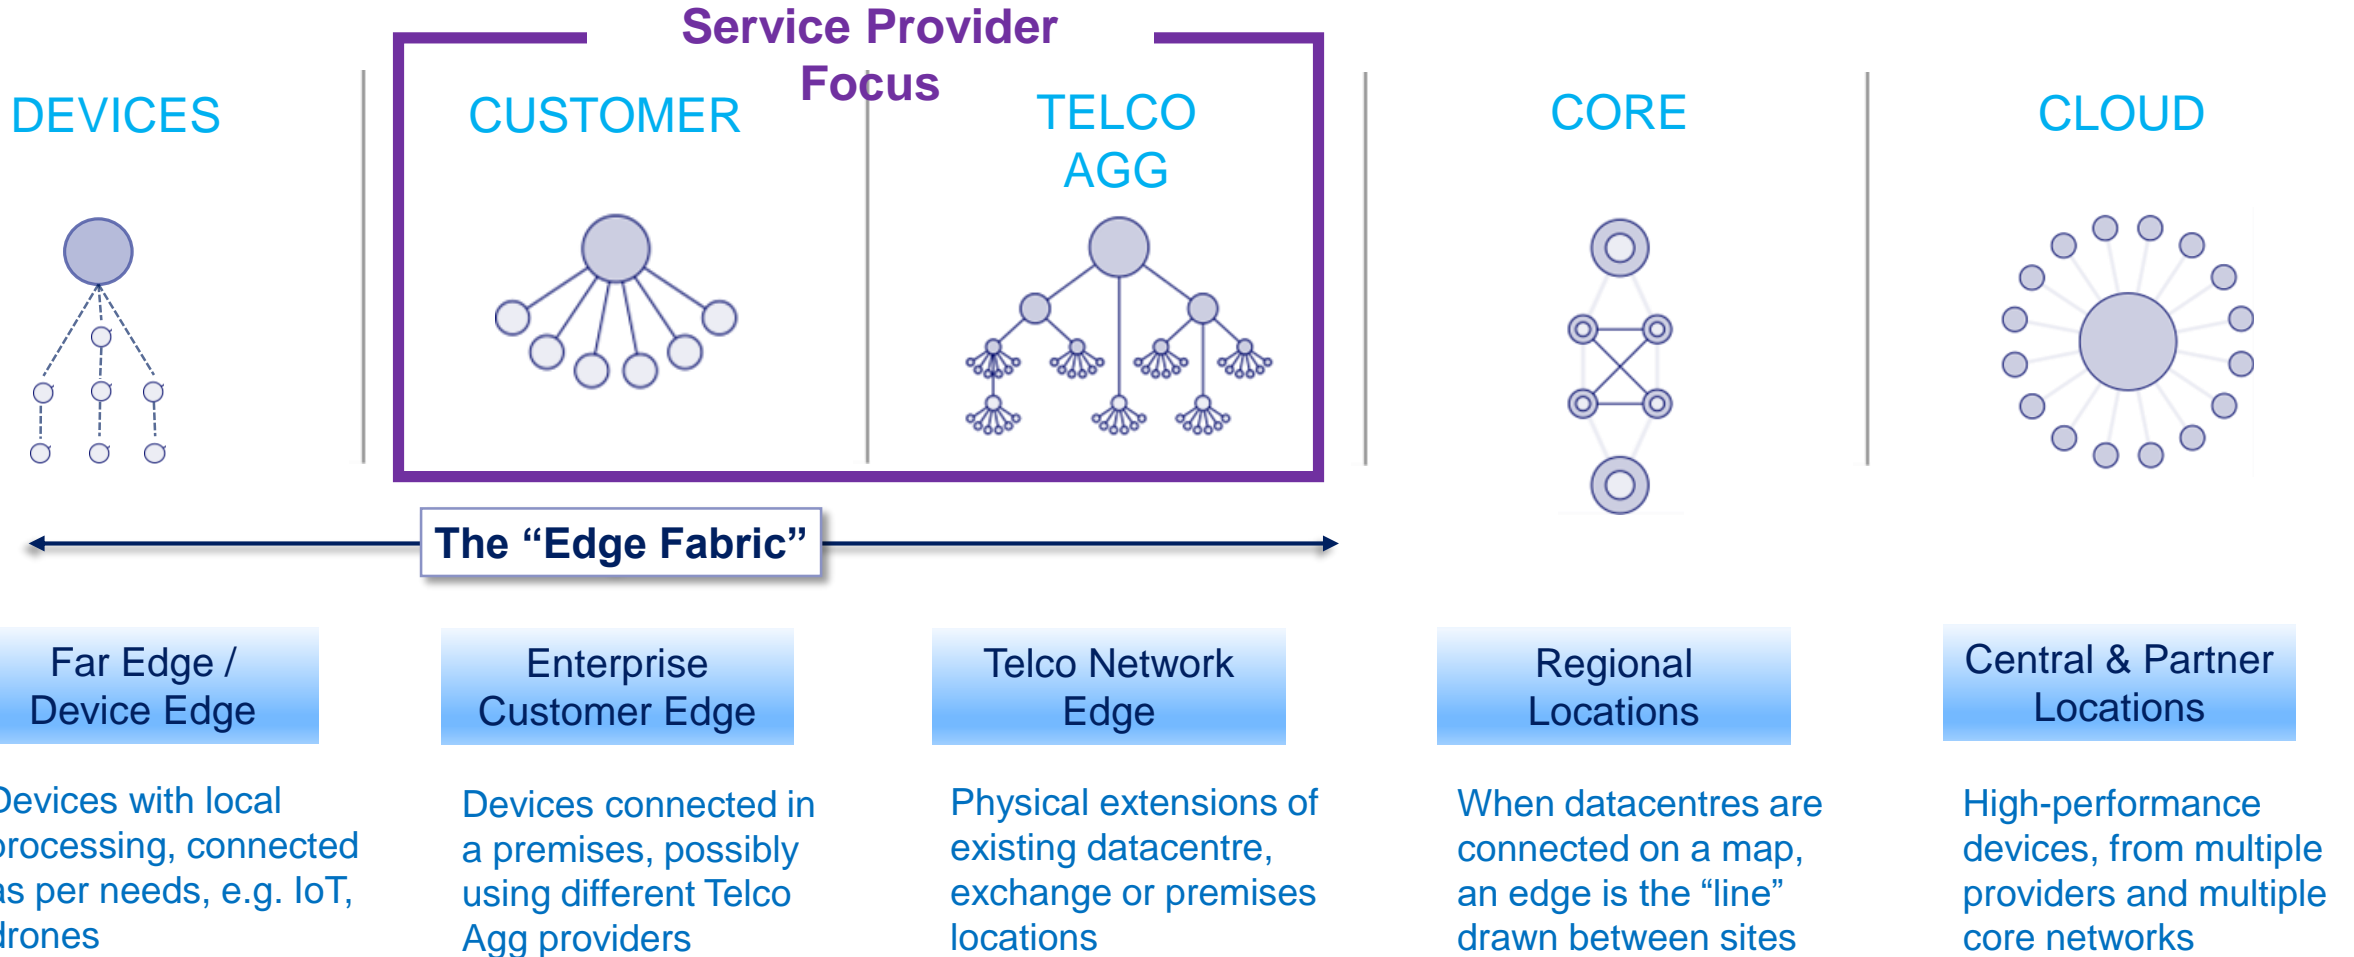 Service Provider
Focus
DEVICES
CUSTOMER
TELCO
AGG
CORE
CLOUD
The “Edge Fabric”
Far Edge /
Device Edge
Enterprise
Customer Edge
Telco Network
Edge
Regional
Locations
Central & Partner
Locations
Devices with local
processing, connected
as per needs, e.g. IoT,
drones
Devices connected in
a premises, possibly
using different Telco
Agg providers
Physical extensions of
existing datacentre,
exchange or premises
locations
When datacentres are
connected on a map,
an edge is the “line”
drawn between sites
High-performance
devices, from multiple
providers and multiple
core networks